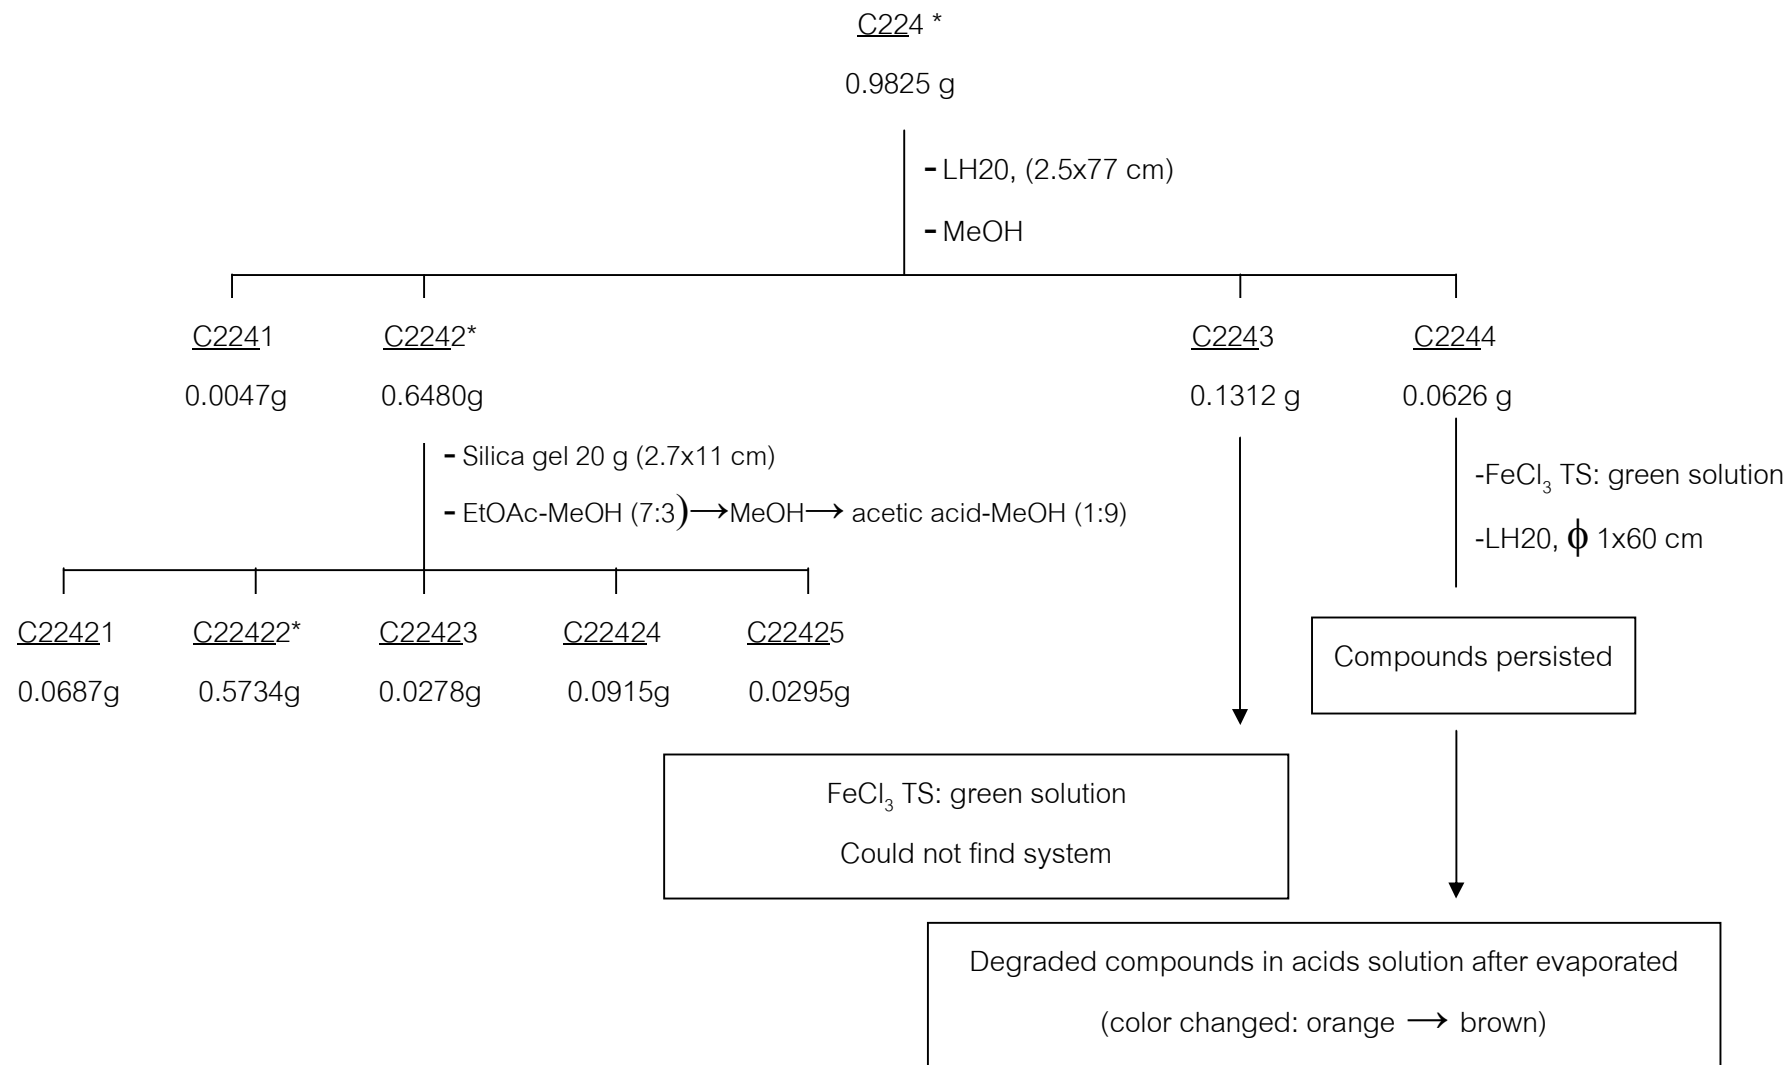 C224 *
0.9825 g
- LH20, (2.5x77 cm)
- MeOH
C2241 C2242* C2243 C2244
0.0047g 0.6480g 0.1312 g 0.0626 g
- Silica gel 20 g (2.7x11 cm)
- EtOAc-MeOH (7:3)→MeOH→ acetic acid-MeOH (1:9)
-FeCl₃ TS: green solution
-LH20, ϕ 1x60 cm
C22421 C22422* C22423 C22424 C22425
0.0687g 0.5734g 0.0278g 0.0915g 0.0295g
Compounds persisted
FeCl₃ TS: green solution
Could not find system
Degraded compounds in acids solution after evaporated
(color changed: orange → brown)